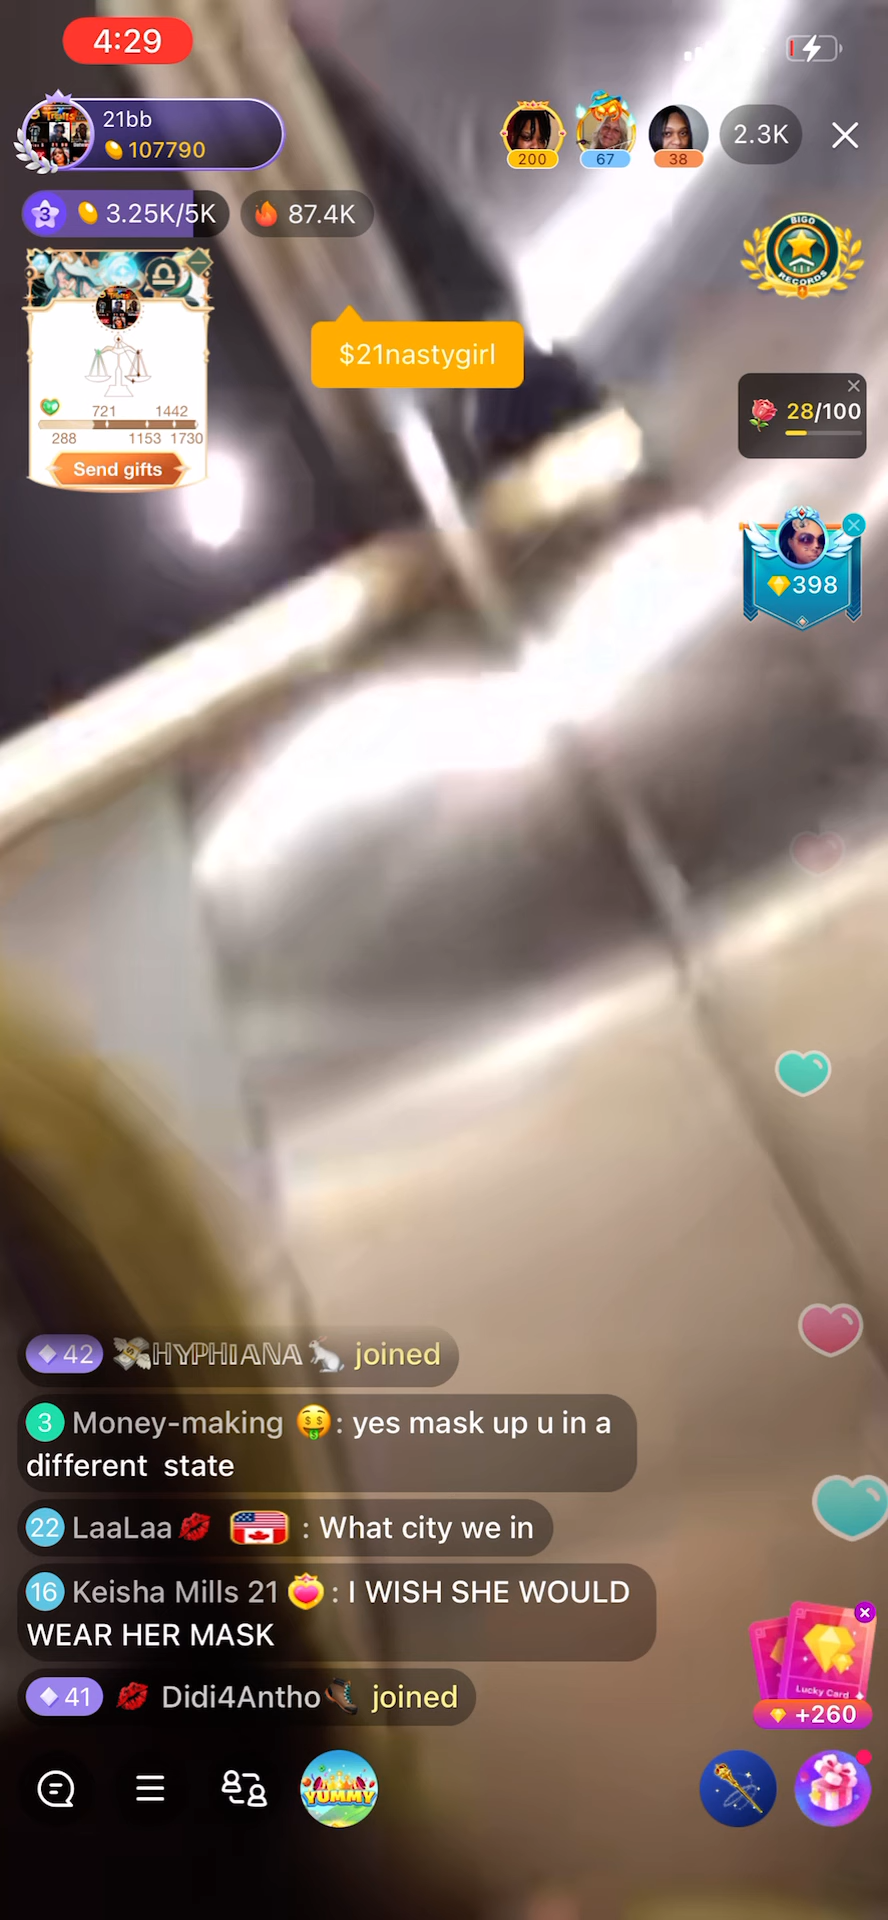 4:29
21bb
107790
200
67
38
2.3K
3
3.25K/5K
87.4K
BIGO
RECORDS
$21nastygirl
28/100
721 1442
288 1153 1730
Send gifts
398
42 💸HYPHIANA🐇 joined
3 Money-making 🤑: yes mask up u in a
different state
22 LaaLaa💋 : What city we in
16 Keisha Mills 21 : I WISH SHE WOULD
WEAR HER MASK
41 💋 Didi4Antho🥾 joined
Lucky Card
+260
YUMMY